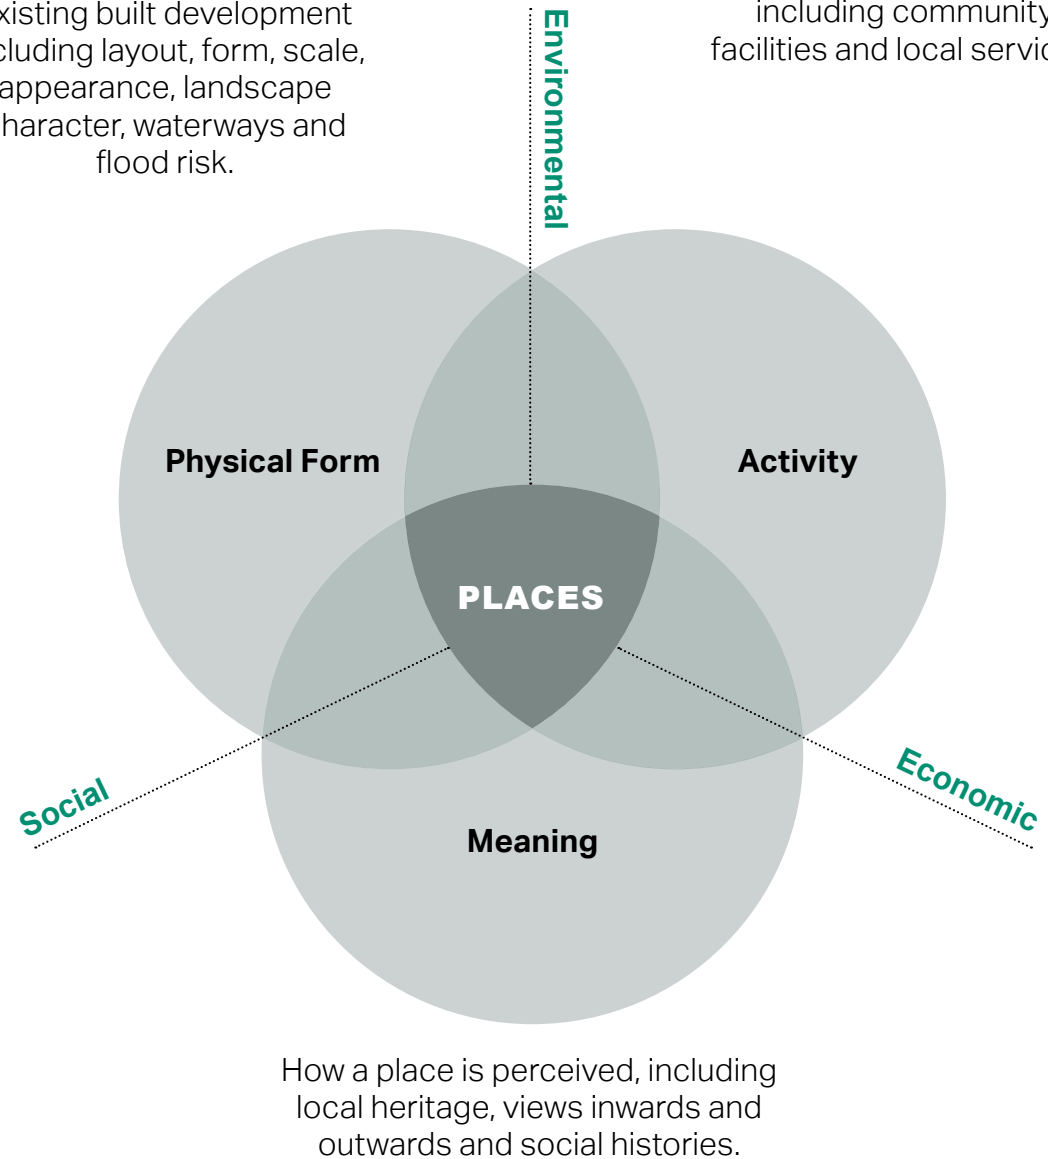 xisting built development
cluding layout, form, scale,
appearance, landscape
haracter, waterways and
flood risk.
including community
facilities and local servic
Environmental
Physical Form
Activity
PLACES
Social
Economic
Meaning
How a place is perceived, including
local heritage, views inwards and
outwards and social histories.